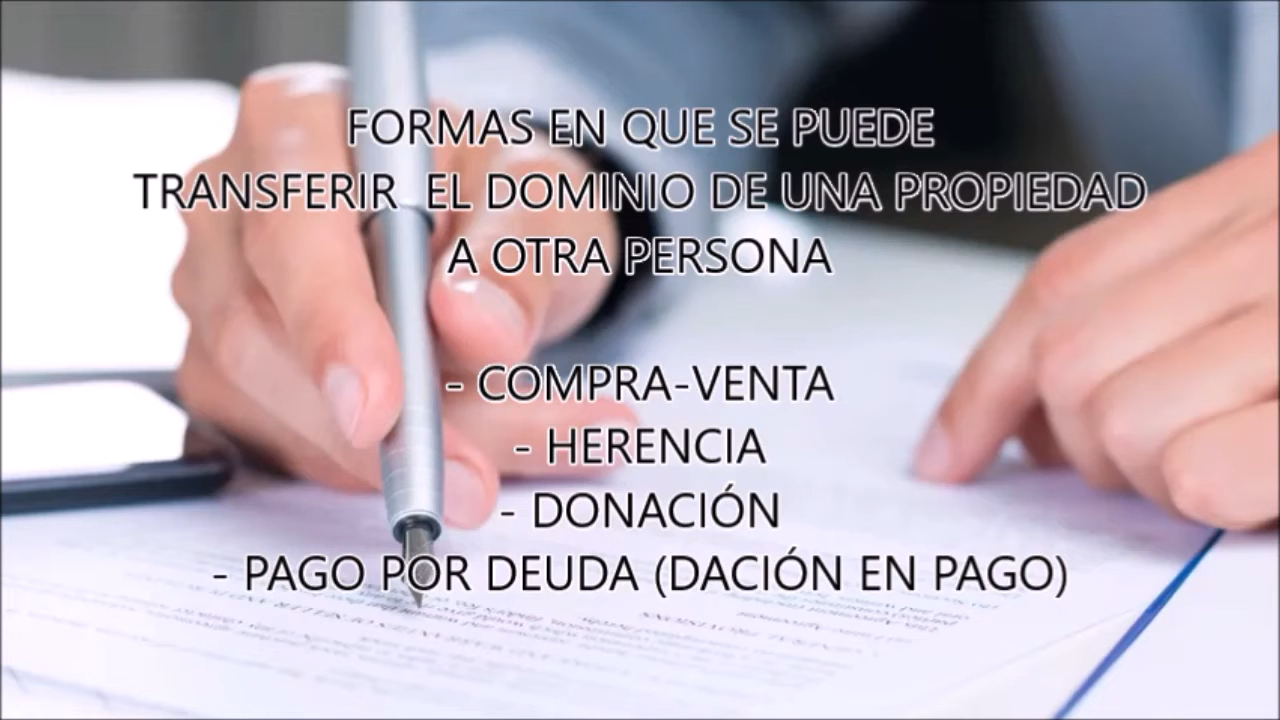 FORMAS EN QUE SE PUEDE
TRANSFERIR EL DOMINIO DE UNA PROPIEDAD
A OTRA PERSONA
- COMPRA-VENTA
- HERENCIA
- DONACIÓN
- PAGO POR DEUDA (DACIÓN EN PAGO)